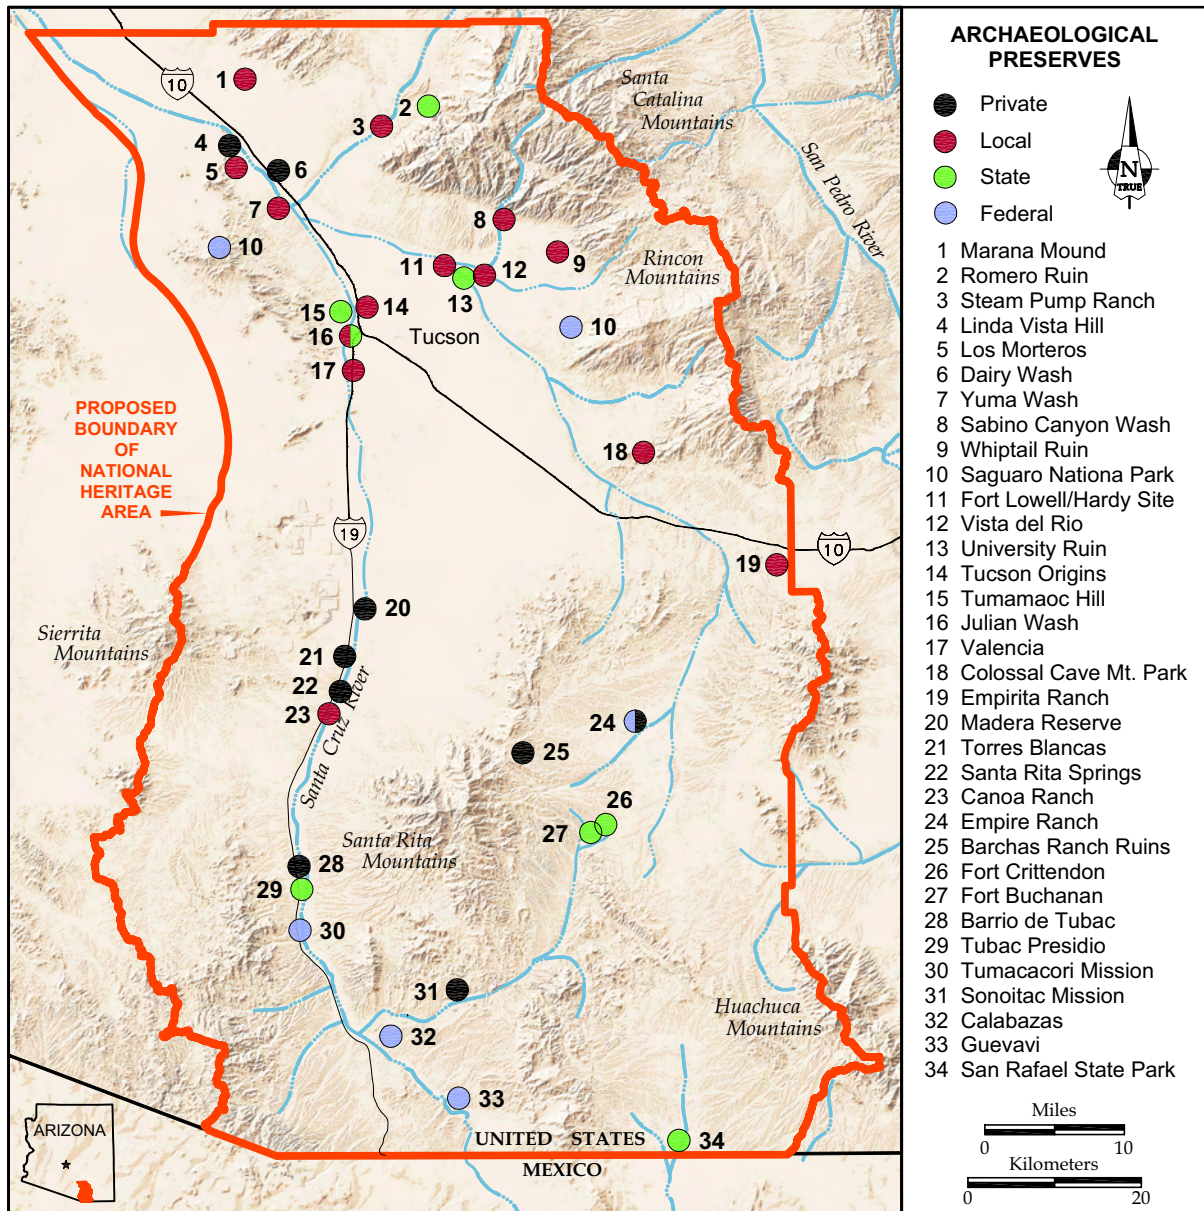 ARCHAEOLOGICAL
PRESERVES
Private
Local
State
Federal
N
TRUE
1 Marana Mound
2 Romero Ruin
3 Steam Pump Ranch
4 Linda Vista Hill
5 Los Morteros
6 Dairy Wash
7 Yuma Wash
8 Sabino Canyon Wash
9 Whiptail Ruin
10 Saguaro Nationa Park
11 Fort Lowell/Hardy Site
12 Vista del Rio
13 University Ruin
14 Tucson Origins
15 Tumamaoc Hill
16 Julian Wash
17 Valencia
18 Colossal Cave Mt. Park
19 Empirita Ranch
20 Madera Reserve
21 Torres Blancas
22 Santa Rita Springs
23 Canoa Ranch
24 Empire Ranch
25 Barchas Ranch Ruins
26 Fort Crittendon
27 Fort Buchanan
28 Barrio de Tubac
29 Tubac Presidio
30 Tumacacori Mission
31 Sonoitac Mission
32 Calabazas
33 Guevavi
34 San Rafael State Park
Miles
0 10
Kilometers
0 20
10
1
2
3
4
5
6
7
8
9
10
11
12
13
14
15
16
17
10
18
19
20
21
22
23
24
25
26
27
28
29
30
31
32
33
34
19
10
Santa
Catalina
Mountains
San Pedro River
Rincon
Mountains
Tucson
PROPOSED
BOUNDARY
OF
NATIONAL
HERITAGE
AREA
Sierrita
Mountains
Santa Cruz River
Santa Rita
Mountains
Huachuca
Mountains
UNITED STATES
MEXICO
ARIZONA